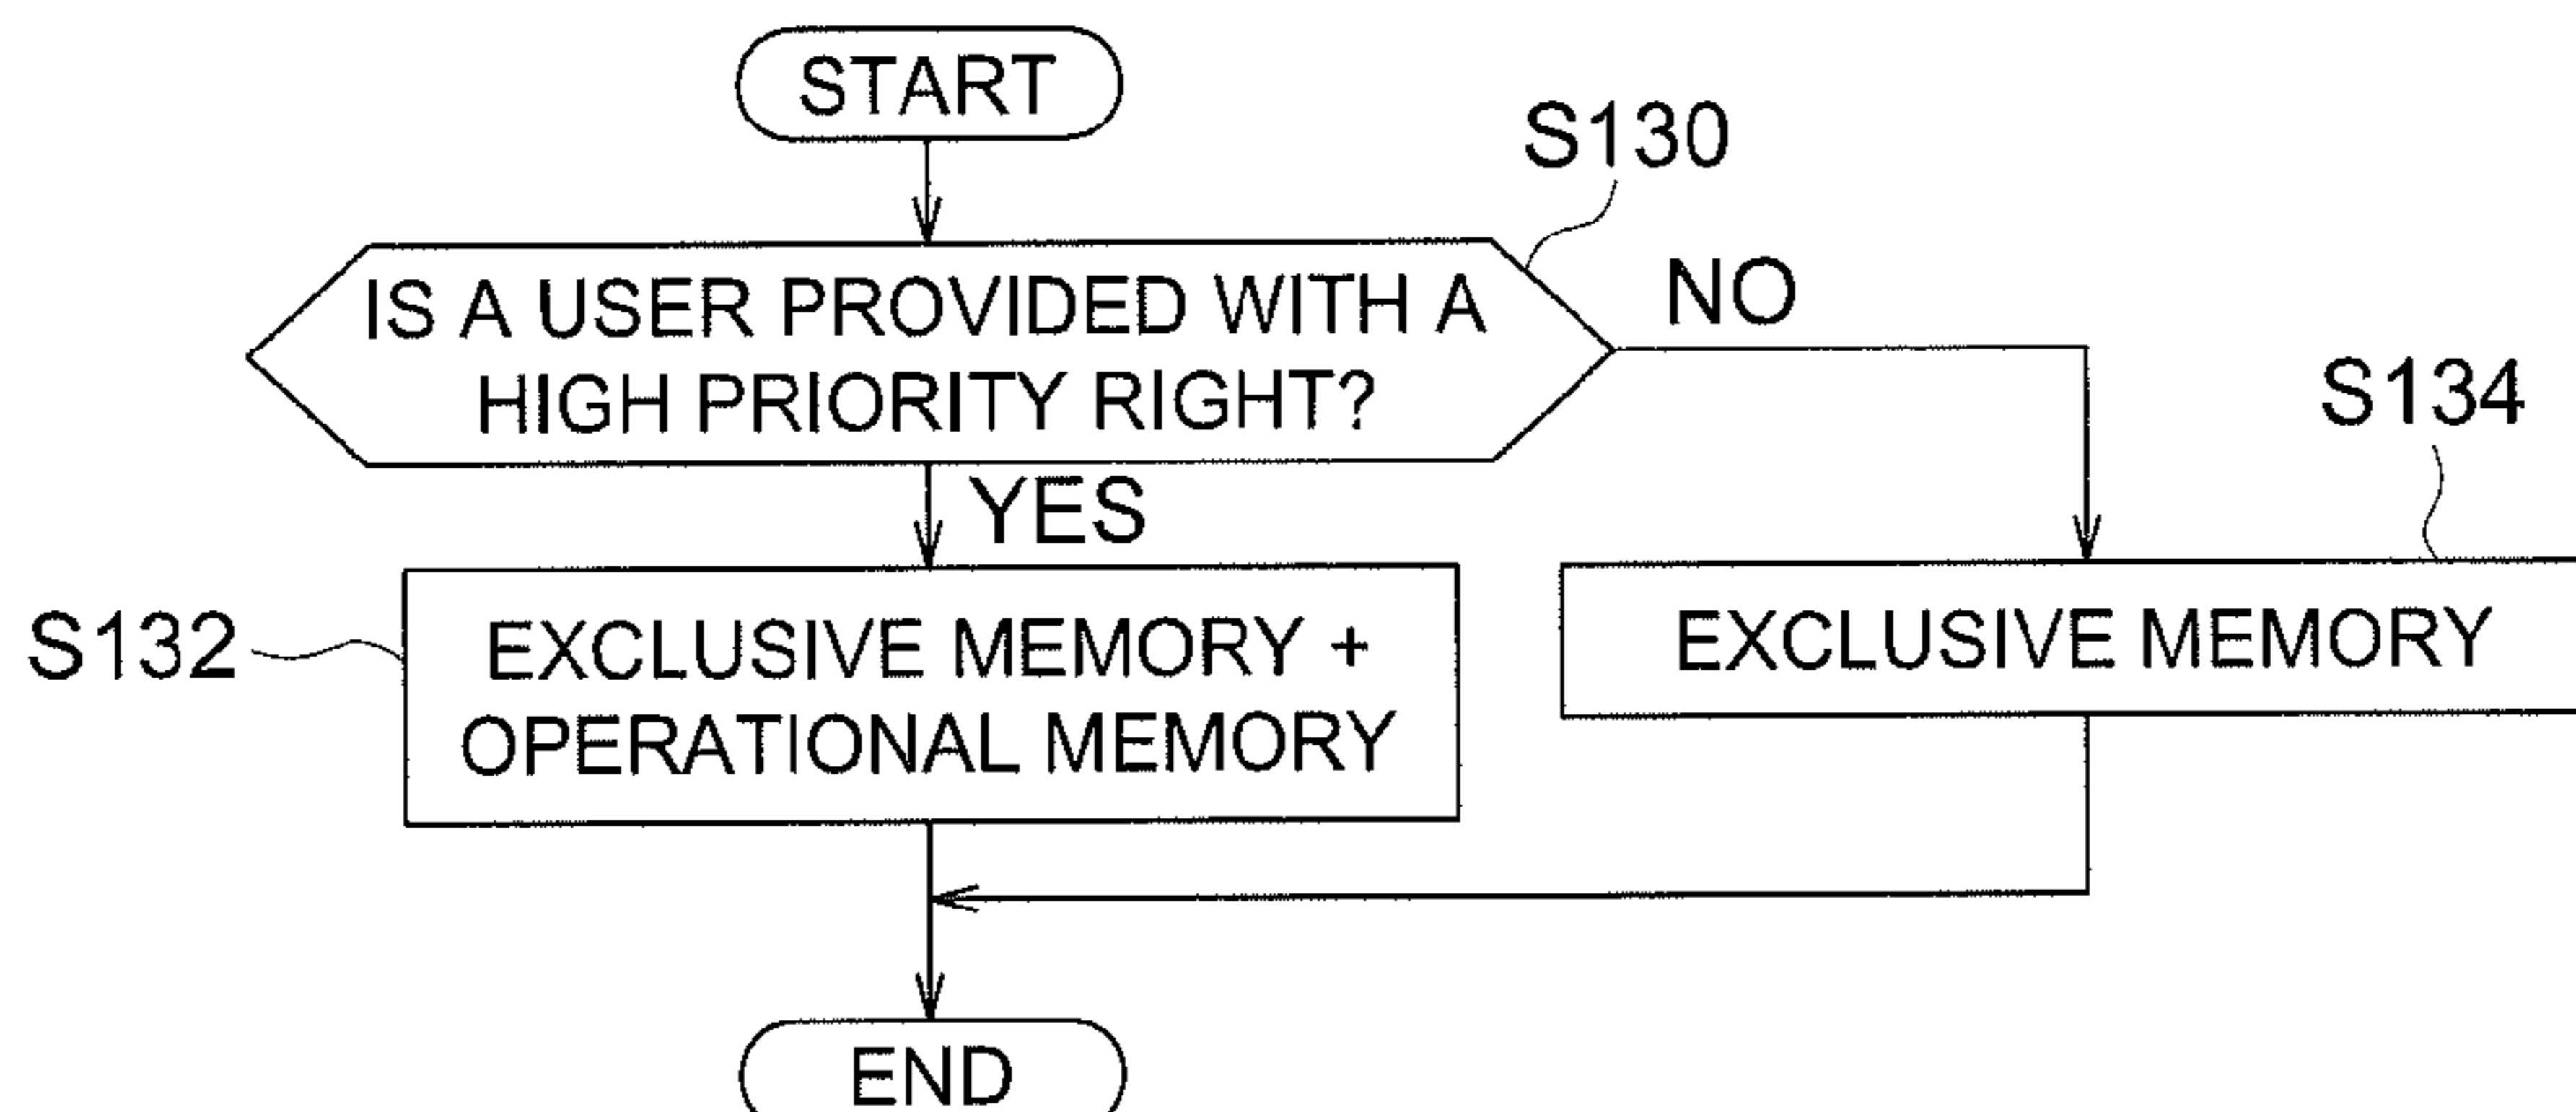 START
S130
IS A USER PROVIDED WITH A
HIGH PRIORITY RIGHT?
NO
YES
S134
S132
EXCLUSIVE MEMORY +
OPERATIONAL MEMORY
EXCLUSIVE MEMORY
END